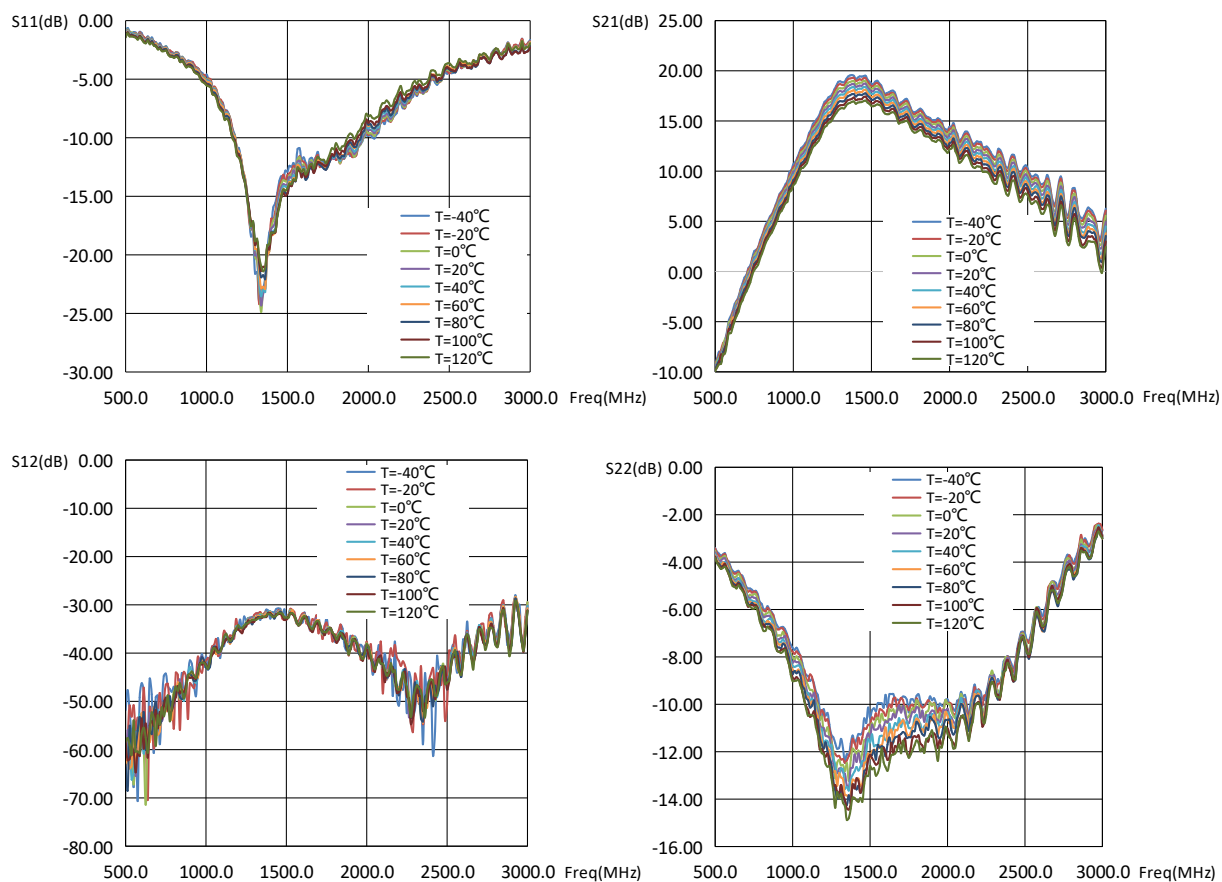 S11(dB)
0.00
-5.00
-10.00
-15.00
-20.00
-25.00
-30.00
T=-40℃
T=-20℃
T=0℃
T=20℃
T=40℃
T=60℃
T=80℃
T=100℃
T=120℃
500.0 1000.0 1500.0 2000.0 2500.0 3000.0 Freq(MHz)
S21(dB)
25.00
20.00
15.00
10.00
5.00
0.00
-5.00
-10.00
T=-40℃
T=-20℃
T=0℃
T=20℃
T=40℃
T=60℃
T=80℃
T=100℃
T=120℃
500.0 1000.0 1500.0 2000.0 2500.0 3000.0 Freq(MHz)
S12(dB)
0.00
-10.00
-20.00
-30.00
-40.00
-50.00
-60.00
-70.00
-80.00
T=-40℃
T=-20℃
T=0℃
T=20℃
T=40℃
T=60℃
T=80℃
T=100℃
T=120℃
500.0 1000.0 1500.0 2000.0 2500.0 3000.0 Freq(MHz)
S22(dB)
0.00
-2.00
-4.00
-6.00
-8.00
-10.00
-12.00
-14.00
-16.00
T=-40℃
T=-20℃
T=0℃
T=20℃
T=40℃
T=60℃
T=80℃
T=100℃
T=120℃
500.0 1000.0 1500.0 2000.0 2500.0 3000.0 Freq(MHz)